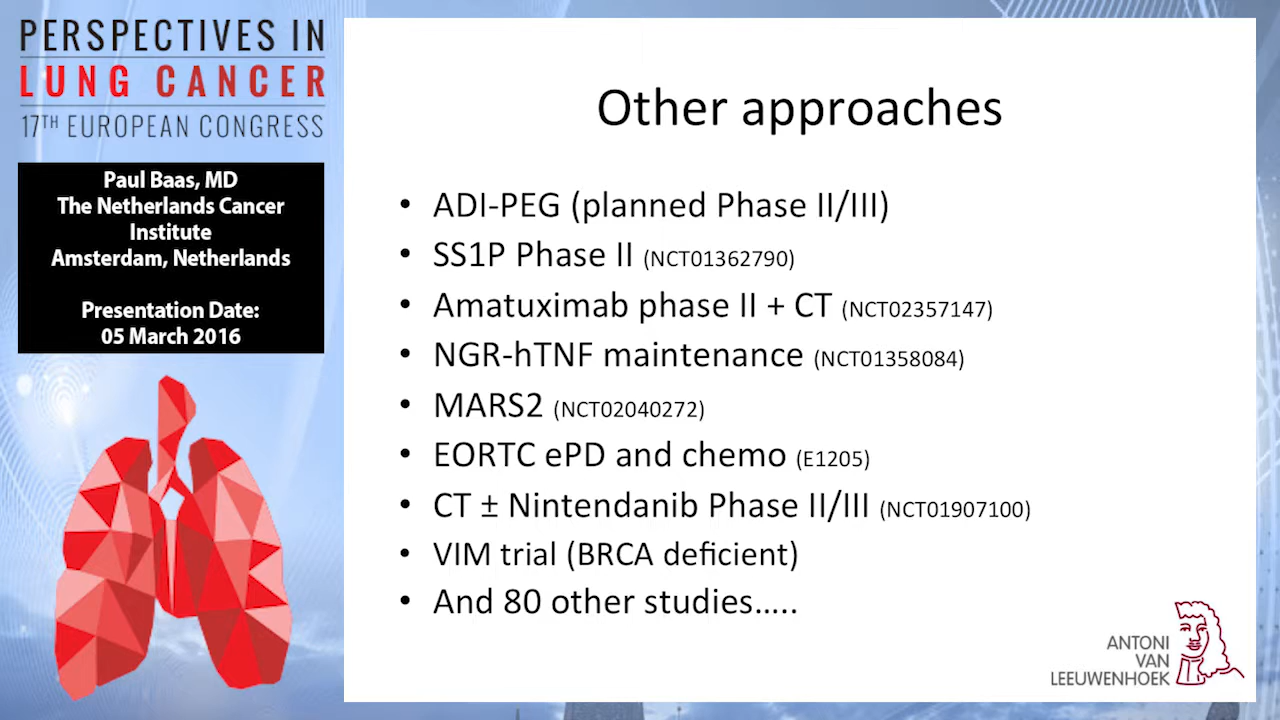 PERSPECTIVES IN
LUNG CANCER
17TH EUROPEAN CONGRESS
Paul Baas, MD
The Netherlands Cancer
Institute
Amsterdam, Netherlands
Presentation Date:
05 March 2016
Other approaches
• ADI-PEG (planned Phase II/III)
• SS1P Phase II (NCT01362790)
• Amatuximab phase II + CT (NCT02357147)
• NGR-hTNF maintenance (NCT01358084)
• MARS2 (NCT02040272)
• EORTC ePD and chemo (E1205)
• CT ± Nintendanib Phase II/III (NCT01907100)
• VIM trial (BRCA deficient)
• And 80 other studies…..
ANTONI
VAN
LEEUWENHOEK